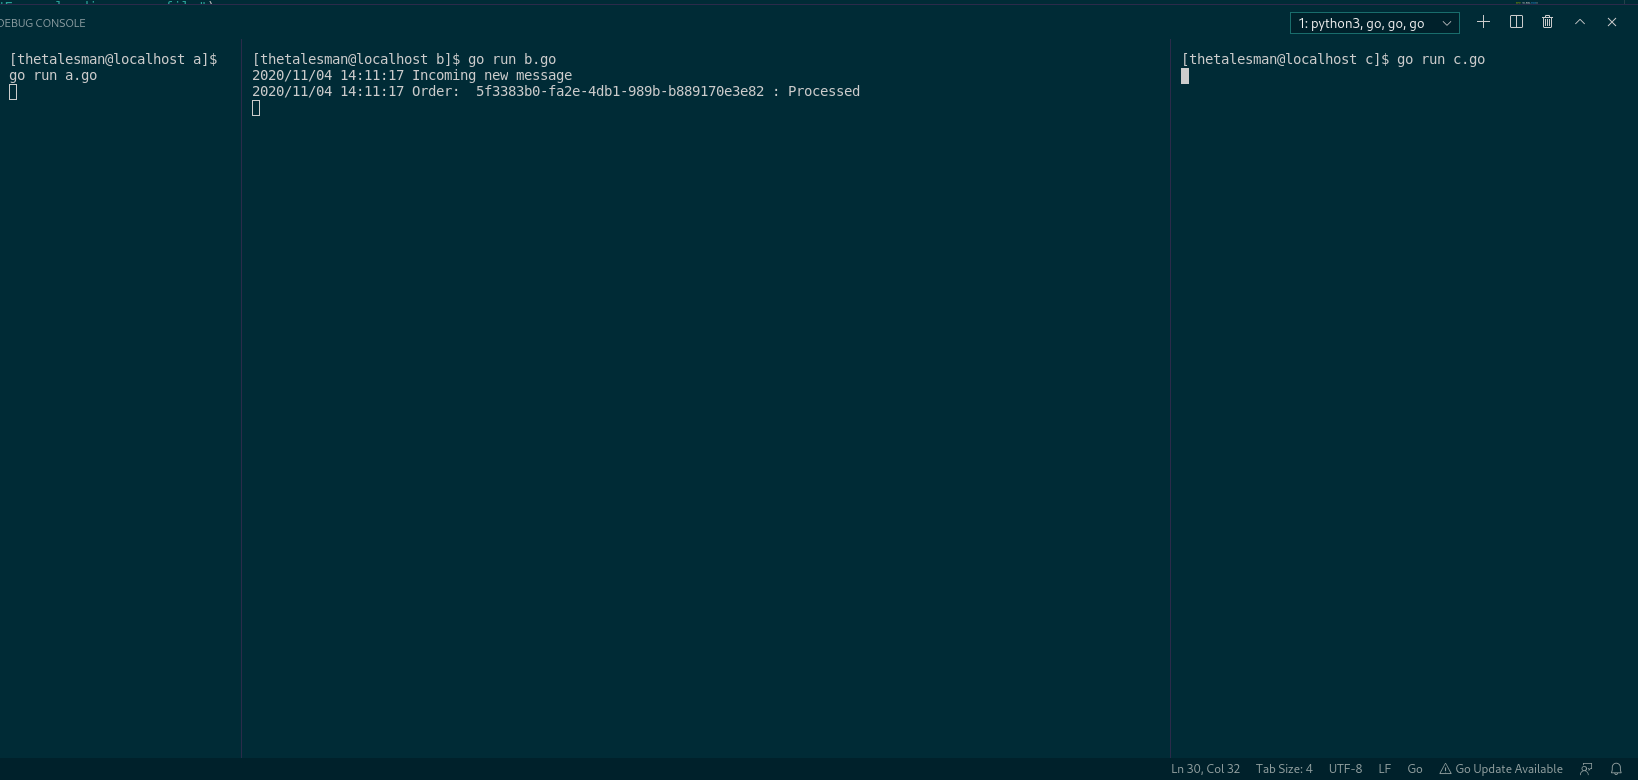 DEBUG CONSOLE
1: python3, go, go, go
[thetalesman@localhost a]$
go run a.go
[thetalesman@localhost b]$ go run b.go
2020/11/04 14:11:17 Incoming new message
2020/11/04 14:11:17 Order:  5f3383b0-fa2e-4db1-989b-b889170e3e82 : Processed
[thetalesman@localhost c]$ go run c.go
Ln 30, Col 32 Tab Size: 4 UTF-8 LF Go Go Update Available